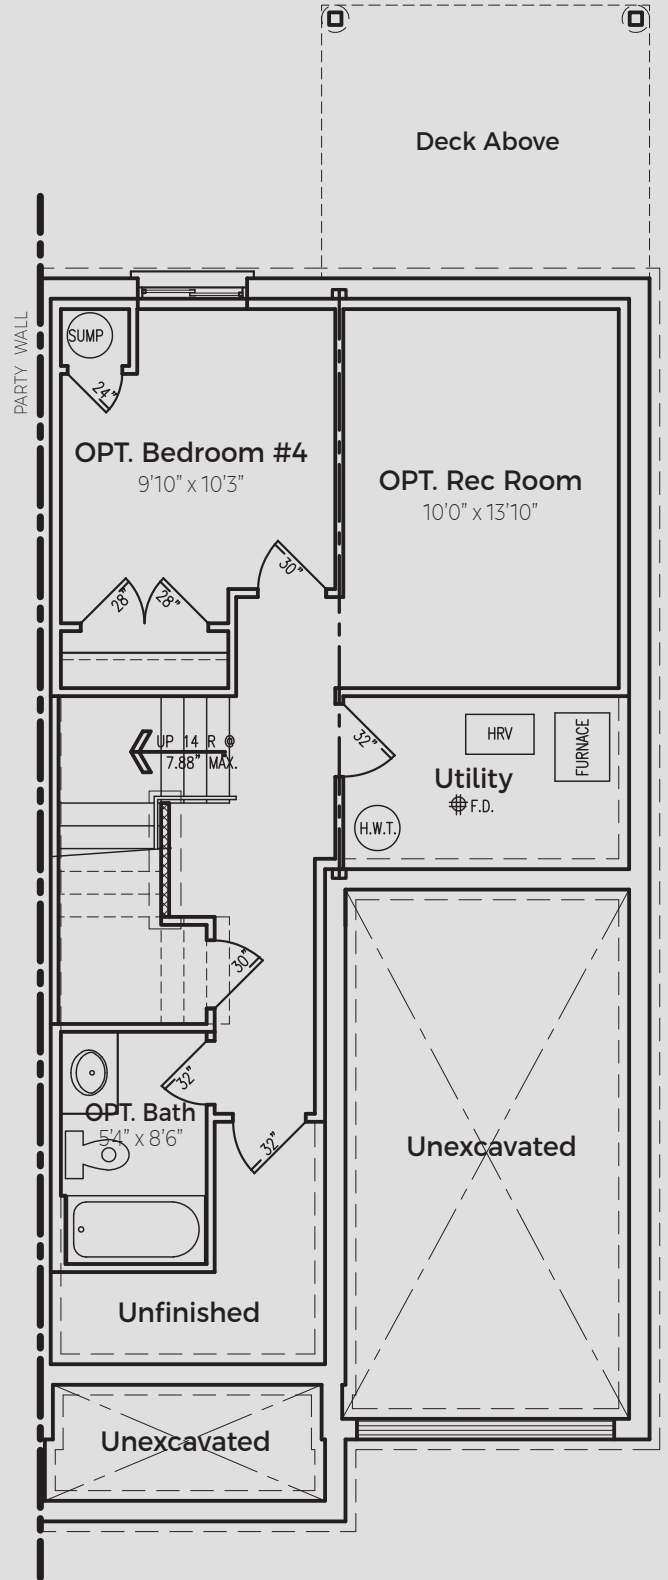 Deck Above
PARTY WALL
SUMP
24"
OPT. Bedroom #4
9'10" x 10'3"
OPT. Rec Room
10'0" x 13'10"
30"
28"
28"
UP 14 R @
7.88" MAX.
32"
HRV
FURNACE
Utility
F.D.
H.W.T.
30"
32"
OPT. Bath
5'4" x 8'6"
32"
Unexcavated
Unfinished
Unexcavated